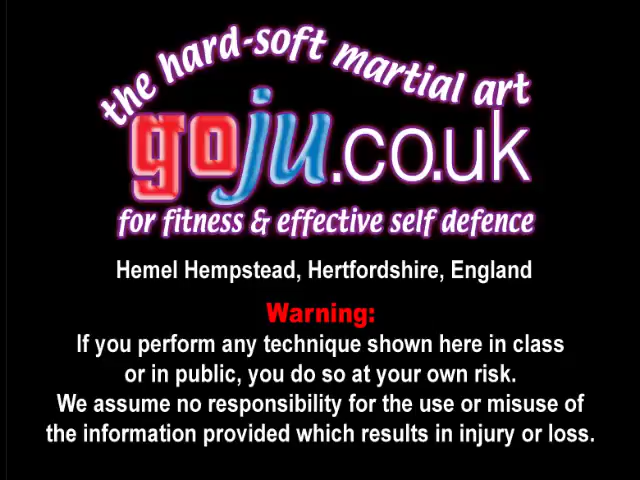 the hard-soft martial art
goju.co.uk
for fitness & effective self defence
Hemel Hempstead, Hertfordshire, England
Warning:
If you perform any technique shown here in class
or in public, you do so at your own risk.
We assume no responsibility for the use or misuse of
the information provided which results in injury or loss.